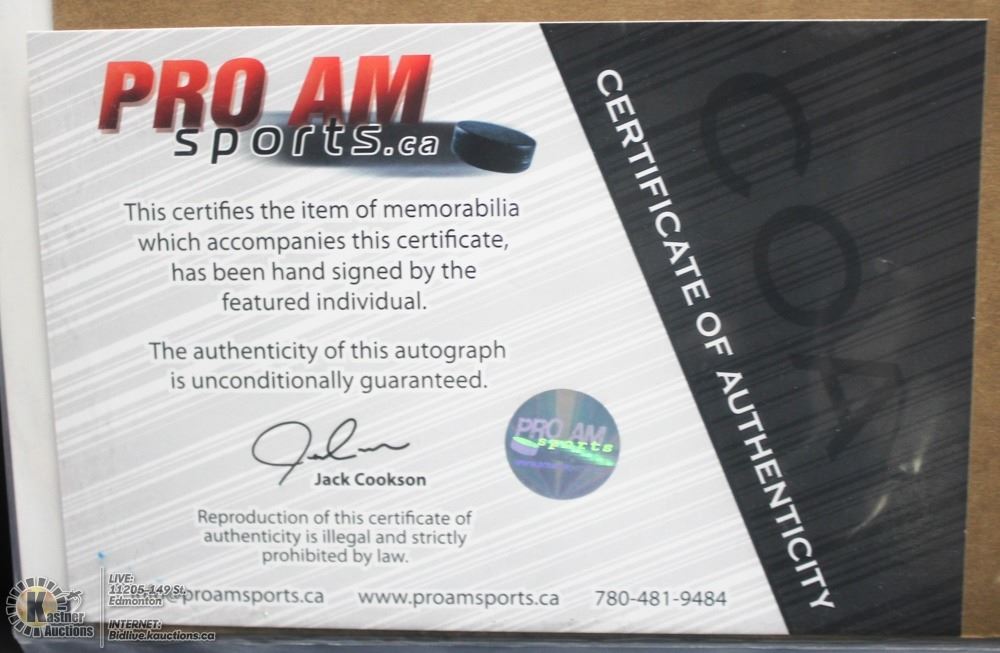 PRO AM
sports.ca
This certifies the item of memorabilia
which accompanies this certificate,
has been hand signed by the
featured individual.
The authenticity of this autograph
is unconditionally guaranteed.
Jack Cookson
PRO AM
sports
Reproduction of this certificate of
authenticity is illegal and strictly
prohibited by law.
@proamsports.ca www.proamsports.ca 780-481-9484
CERTIFICATE OF AUTHENTICITY
COA
Kastner
Auctions
LIVE:
11205-149 St.
Edmonton
INTERNET:
Bidlive.kauctions.ca